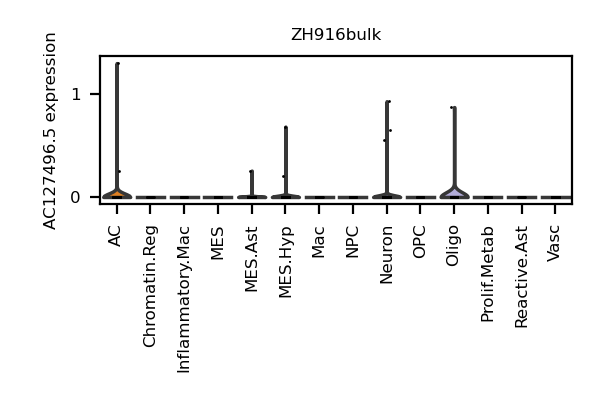 ZH916bulk
AC127496.5 expression
1
0
AC
Chromatin.Reg
Inflammatory.Mac
MES
MES.Ast
MES.Hyp
Mac
NPC
Neuron
OPC
Oligo
Prolif.Metab
Reactive.Ast
Vasc